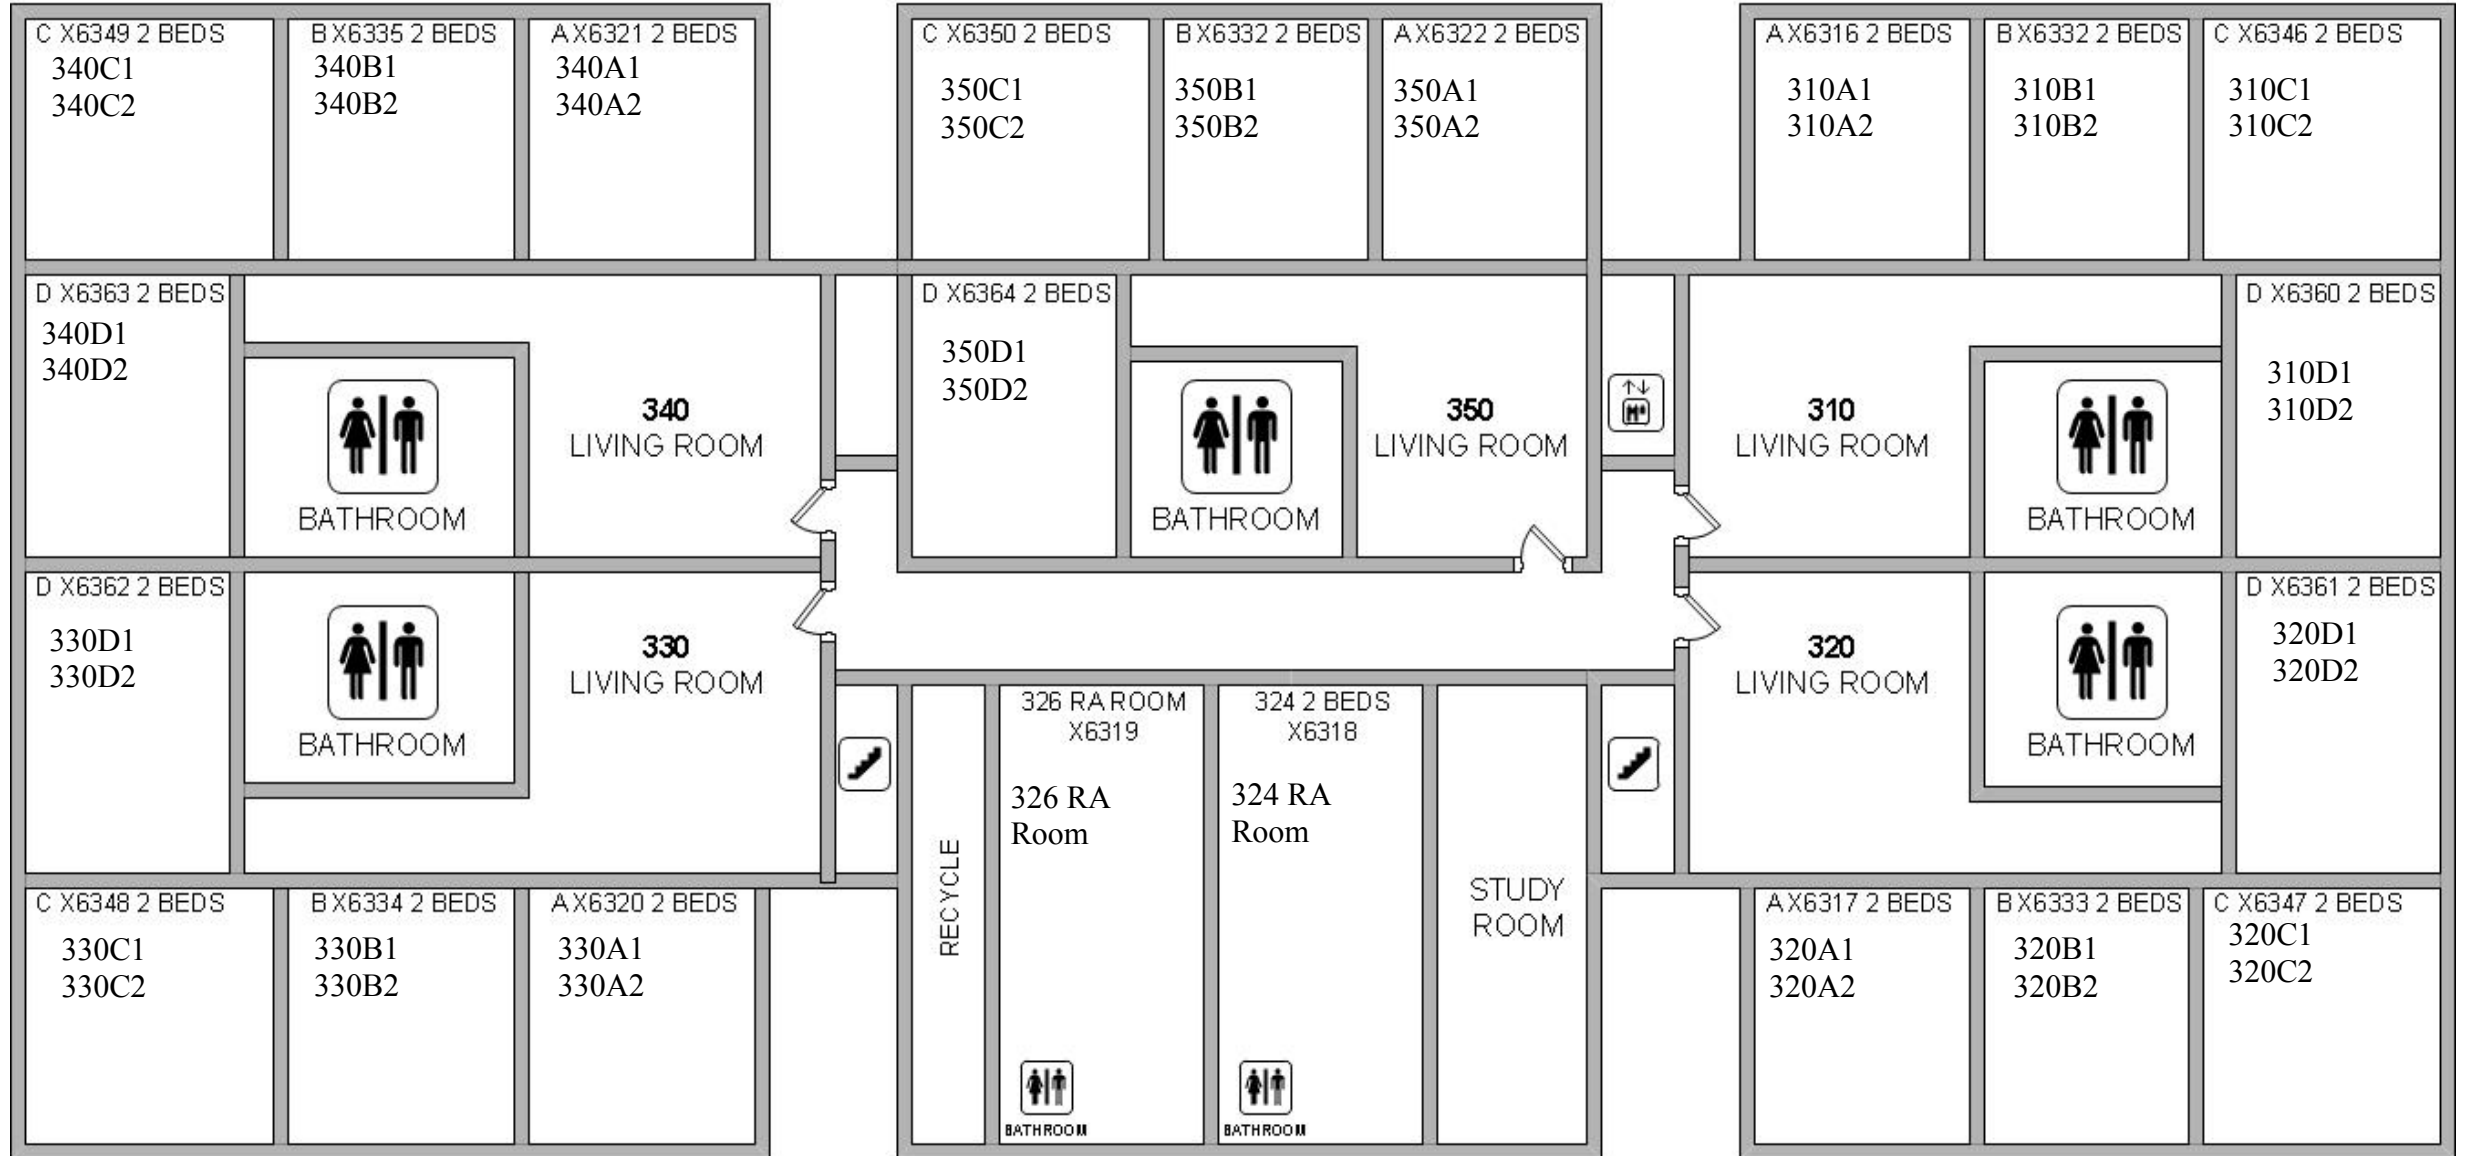 C X6349 2 BEDS
340C1
340C2
B X6335 2 BEDS
340B1
340B2
A X6321 2 BEDS
340A1
340A2
C X6350 2 BEDS
350C1
350C2
B X6332 2 BEDS
350B1
350B2
A X6322 2 BEDS
350A1
350A2
A X6316 2 BEDS
310A1
310A2
B X6332 2 BEDS
310B1
310B2
C X6346 2 BEDS
310C1
310C2
D X6363 2 BEDS
340D1
340D2
BATHROOM
340
LIVING ROOM
D X6364 2 BEDS
350D1
350D2
BATHROOM
350
LIVING ROOM
310
LIVING ROOM
BATHROOM
D X6360 2 BEDS
310D1
310D2
D X6362 2 BEDS
330D1
330D2
BATHROOM
330
LIVING ROOM
320
LIVING ROOM
BATHROOM
D X6361 2 BEDS
320D1
320D2
RECYCLE
326 RA ROOM
X6319
326 RA
Room
BATHROOM
324 2 BEDS
X6318
324 RA
Room
BATHROOM
STUDY
ROOM
C X6348 2 BEDS
330C1
330C2
B X6334 2 BEDS
330B1
330B2
A X6320 2 BEDS
330A1
330A2
A X6317 2 BEDS
320A1
320A2
B X6333 2 BEDS
320B1
320B2
C X6347 2 BEDS
320C1
320C2